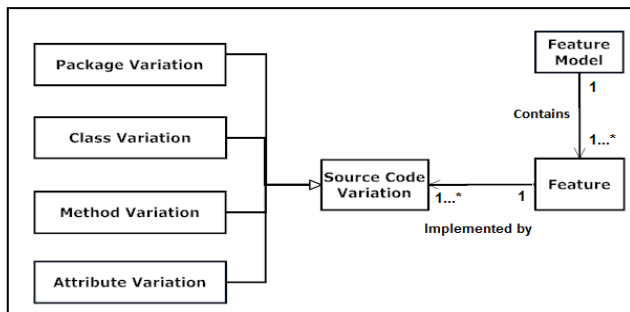 Package Variation
Class Variation
Method Variation
Attribute Variation
Source Code
Variation
1...*
1
Implemented by
Feature
Model
1
Contains
1...*
Feature